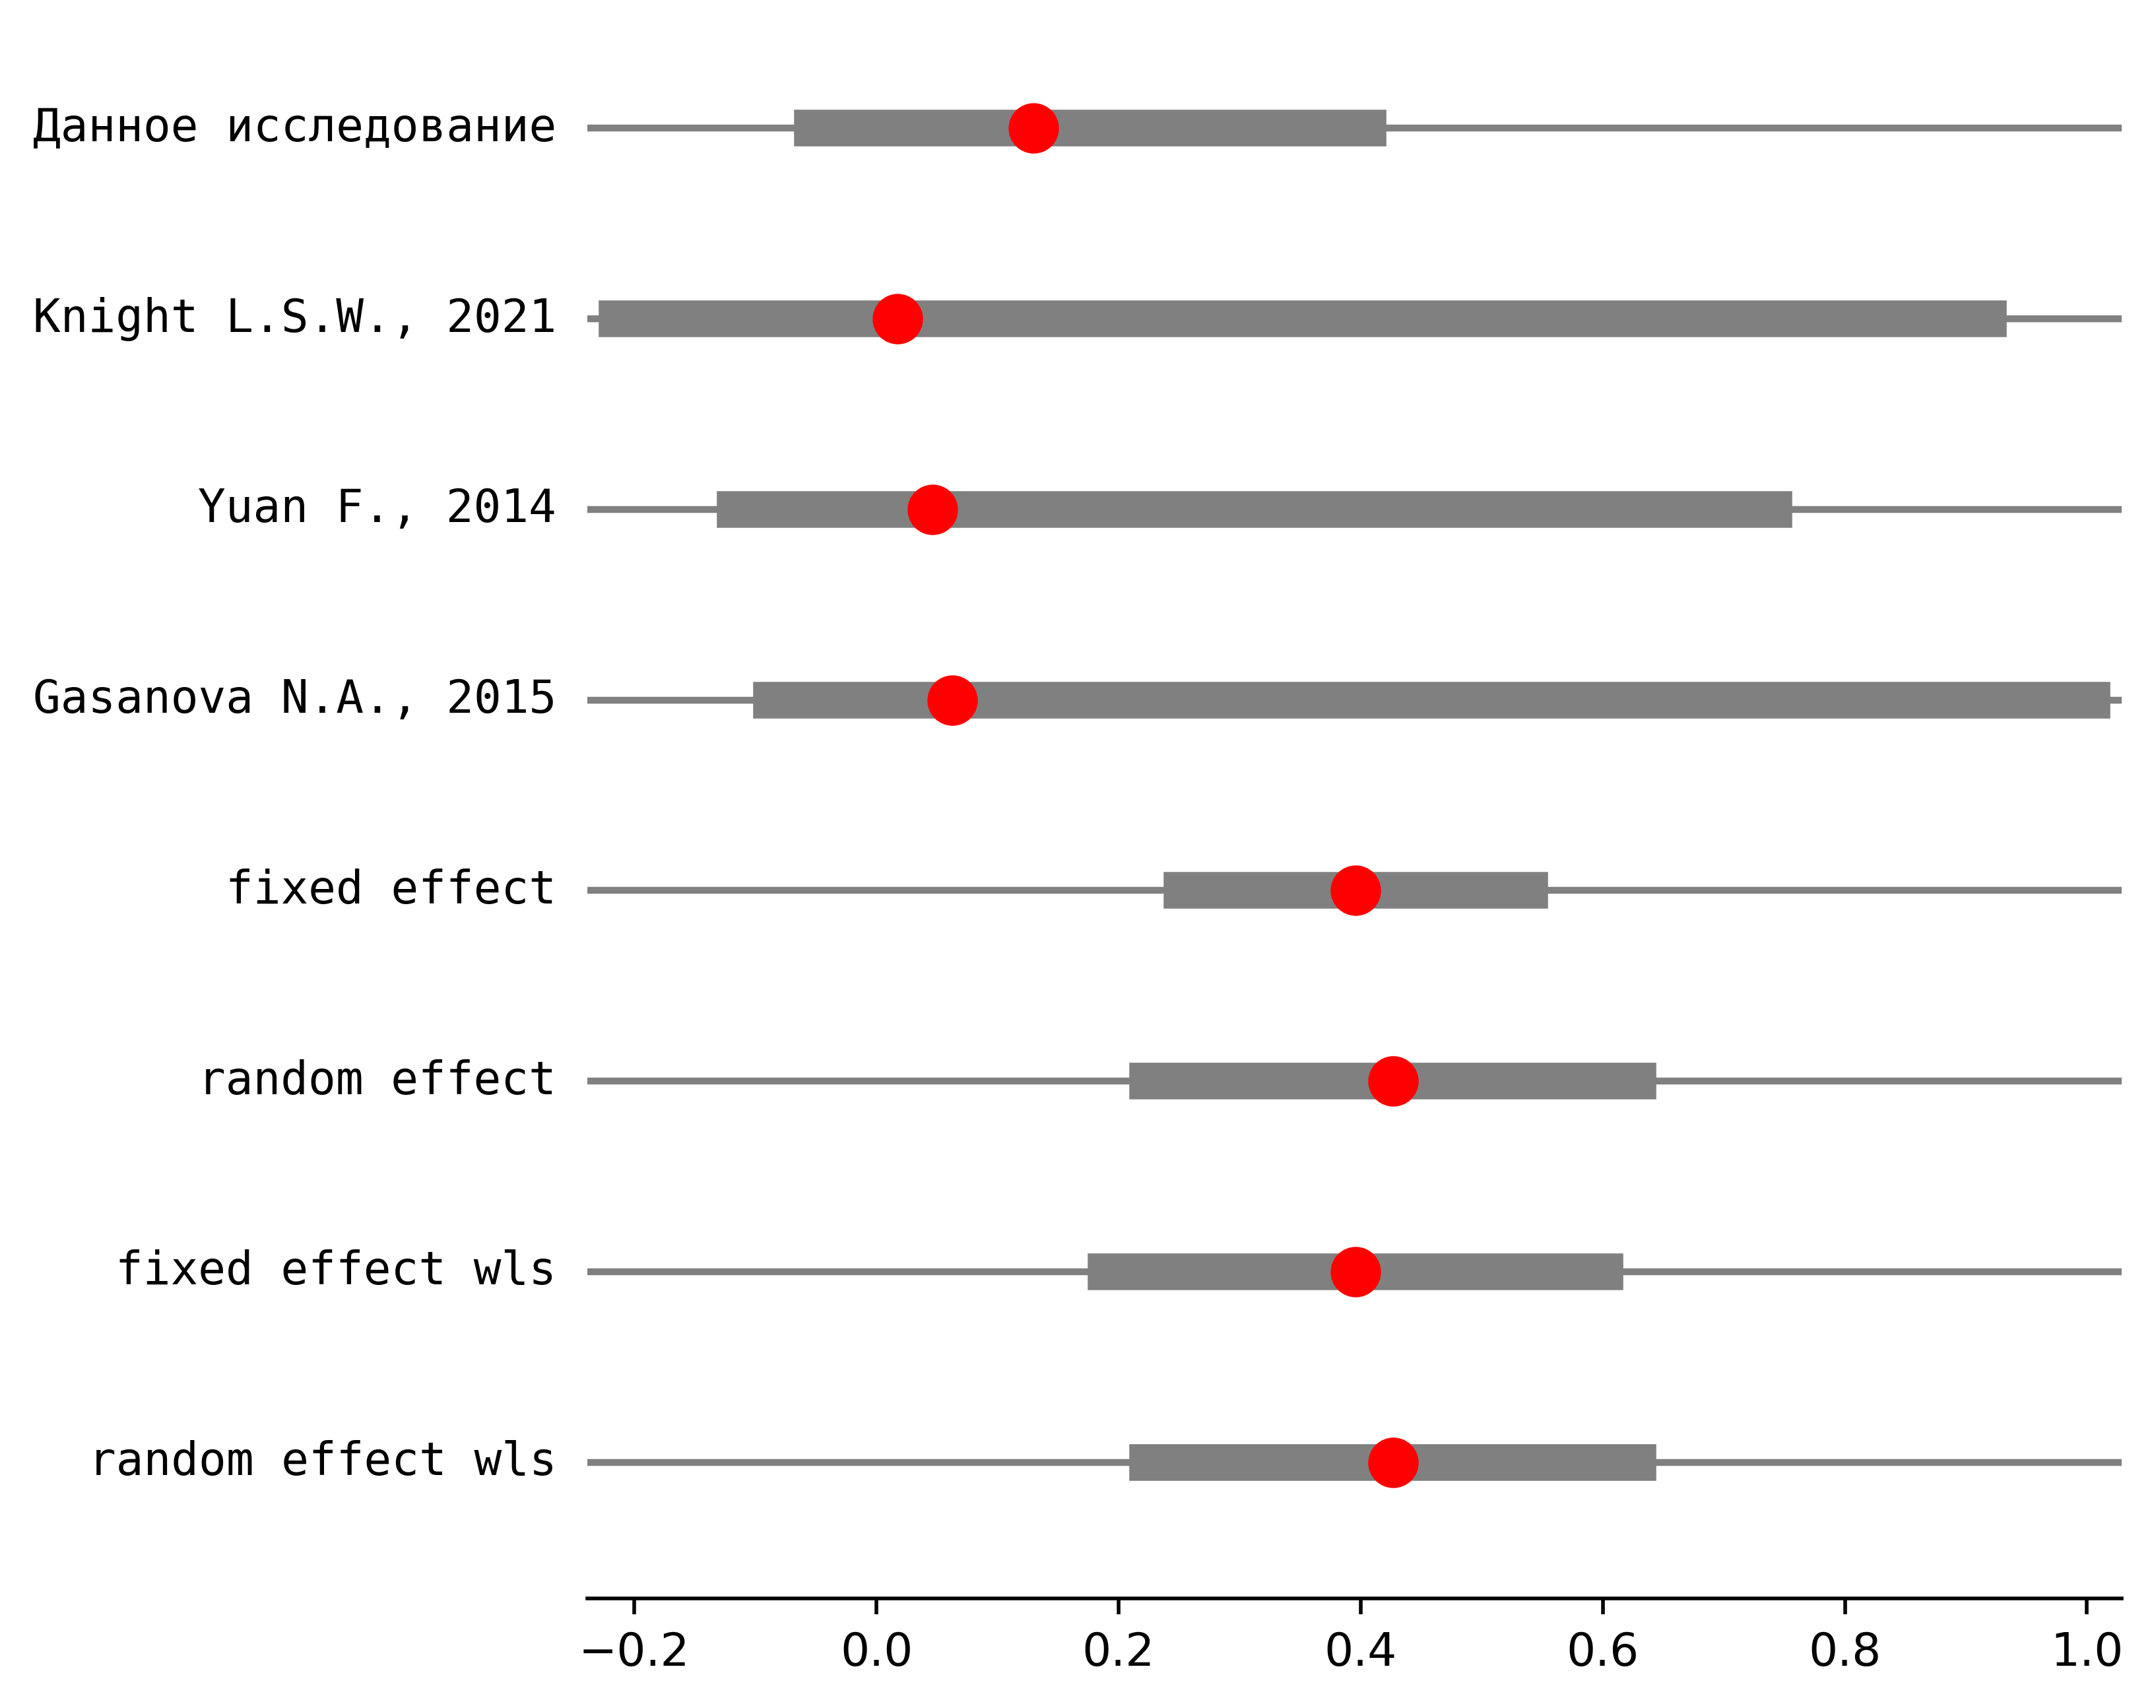 Данное исследование
Knight L.S.W., 2021
Yuan F., 2014
Gasanova N.A., 2015
fixed effect
random effect
fixed effect wls
random effect wls
−0.2 0.0 0.2 0.4 0.6 0.8 1.0